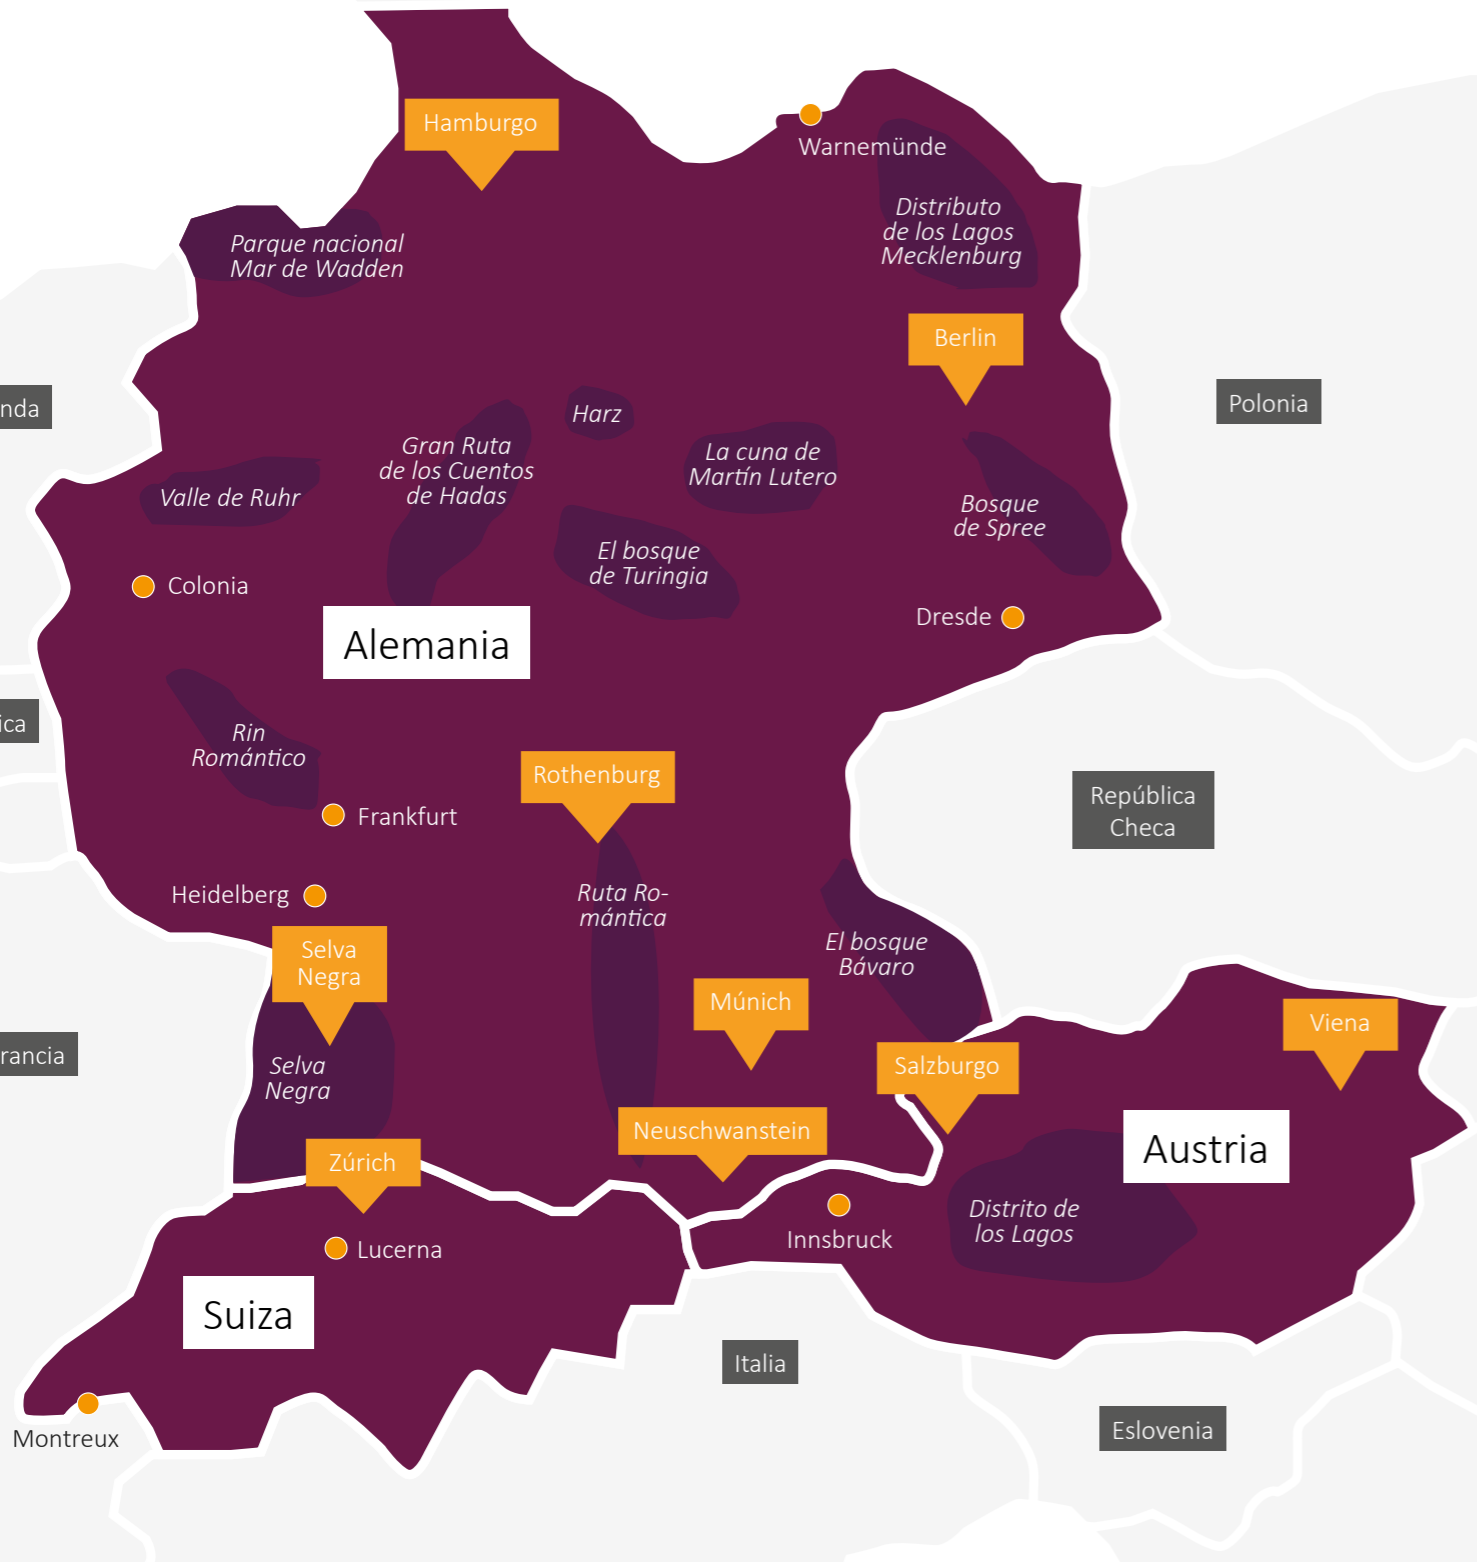 Hamburgo
Warnemünde
Distributo
de los Lagos
Mecklenburg
Parque nacional
Mar de Wadden
Berlin
nda
Polonia
Harz
Gran Ruta
de los Cuentos
de Hadas
La cuna de
Martín Lutero
Valle de Ruhr
Bosque
de Spree
El bosque
de Turingia
Colonia
Dresde
Alemania
ica
Rin
Romántico
Rothenburg
Frankfurt
República
Checa
Heidelberg
Ruta Ro-
mántica
Selva
Negra
El bosque
Bávaro
Múnich
Viena
rancia
Selva
Negra
Salzburgo
Neuschwanstein
Austria
Zúrich
Distrito de
los Lagos
Innsbruck
Lucerna
Suiza
Italia
Montreux
Eslovenia